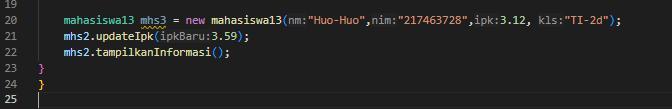 19
20 mahasiswa13 mhs3 = new mahasiswa13(nm:"Huo-Huo",nim:"217463728",ipk:3.12, kls:"TI-2d");
21 mhs2.updateIpk(ipkBaru:3.59);
22 mhs2.tampilkanInformasi();
23 }
24 }
25